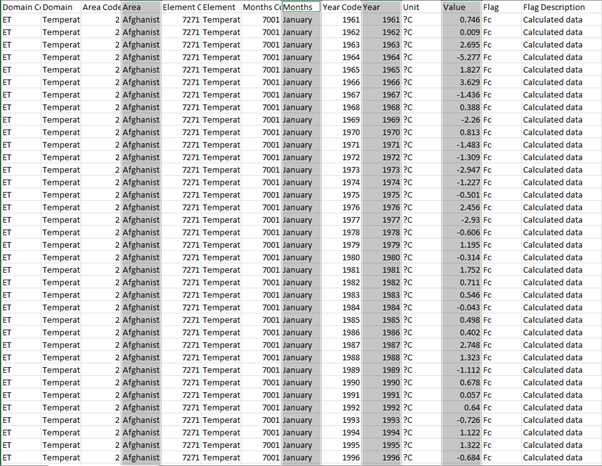 Domain Co Domain Area Code Area Element C Element Months Co Months Year Code Year Unit Value Flag Flag Description
ET Temperat 2 Afghanist 7271 Temperat 7001 January 1961 1961 ?C 0.746 Fc Calculated data
ET Temperat 2 Afghanist 7271 Temperat 7001 January 1962 1962 ?C 0.009 Fc Calculated data
ET Temperat 2 Afghanist 7271 Temperat 7001 January 1963 1963 ?C 2.695 Fc Calculated data
ET Temperat 2 Afghanist 7271 Temperat 7001 January 1964 1964 ?C -5.277 Fc Calculated data
ET Temperat 2 Afghanist 7271 Temperat 7001 January 1965 1965 ?C 1.827 Fc Calculated data
ET Temperat 2 Afghanist 7271 Temperat 7001 January 1966 1966 ?C 3.629 Fc Calculated data
ET Temperat 2 Afghanist 7271 Temperat 7001 January 1967 1967 ?C -1.436 Fc Calculated data
ET Temperat 2 Afghanist 7271 Temperat 7001 January 1968 1968 ?C 0.388 Fc Calculated data
ET Temperat 2 Afghanist 7271 Temperat 7001 January 1969 1969 ?C -2.26 Fc Calculated data
ET Temperat 2 Afghanist 7271 Temperat 7001 January 1970 1970 ?C 0.813 Fc Calculated data
ET Temperat 2 Afghanist 7271 Temperat 7001 January 1971 1971 ?C -1.483 Fc Calculated data
ET Temperat 2 Afghanist 7271 Temperat 7001 January 1972 1972 ?C -1.309 Fc Calculated data
ET Temperat 2 Afghanist 7271 Temperat 7001 January 1973 1973 ?C -2.947 Fc Calculated data
ET Temperat 2 Afghanist 7271 Temperat 7001 January 1974 1974 ?C -1.227 Fc Calculated data
ET Temperat 2 Afghanist 7271 Temperat 7001 January 1975 1975 ?C -0.501 Fc Calculated data
ET Temperat 2 Afghanist 7271 Temperat 7001 January 1976 1976 ?C 2.456 Fc Calculated data
ET Temperat 2 Afghanist 7271 Temperat 7001 January 1977 1977 ?C -2.93 Fc Calculated data
ET Temperat 2 Afghanist 7271 Temperat 7001 January 1978 1978 ?C -0.606 Fc Calculated data
ET Temperat 2 Afghanist 7271 Temperat 7001 January 1979 1979 ?C 1.195 Fc Calculated data
ET Temperat 2 Afghanist 7271 Temperat 7001 January 1980 1980 ?C -0.314 Fc Calculated data
ET Temperat 2 Afghanist 7271 Temperat 7001 January 1981 1981 ?C 1.752 Fc Calculated data
ET Temperat 2 Afghanist 7271 Temperat 7001 January 1982 1982 ?C 0.711 Fc Calculated data
ET Temperat 2 Afghanist 7271 Temperat 7001 January 1983 1983 ?C 0.546 Fc Calculated data
ET Temperat 2 Afghanist 7271 Temperat 7001 January 1984 1984 ?C -0.043 Fc Calculated data
ET Temperat 2 Afghanist 7271 Temperat 7001 January 1985 1985 ?C 0.498 Fc Calculated data
ET Temperat 2 Afghanist 7271 Temperat 7001 January 1986 1986 ?C 0.402 Fc Calculated data
ET Temperat 2 Afghanist 7271 Temperat 7001 January 1987 1987 ?C 2.748 Fc Calculated data
ET Temperat 2 Afghanist 7271 Temperat 7001 January 1988 1988 ?C 1.323 Fc Calculated data
ET Temperat 2 Afghanist 7271 Temperat 7001 January 1989 1989 ?C -1.112 Fc Calculated data
ET Temperat 2 Afghanist 7271 Temperat 7001 January 1990 1990 ?C 0.678 Fc Calculated data
ET Temperat 2 Afghanist 7271 Temperat 7001 January 1991 1991 ?C 0.057 Fc Calculated data
ET Temperat 2 Afghanist 7271 Temperat 7001 January 1992 1992 ?C 0.64 Fc Calculated data
ET Temperat 2 Afghanist 7271 Temperat 7001 January 1993 1993 ?C -0.726 Fc Calculated data
ET Temperat 2 Afghanist 7271 Temperat 7001 January 1994 1994 ?C 1.122 Fc Calculated data
ET Temperat 2 Afghanist 7271 Temperat 7001 January 1995 1995 ?C 1.322 Fc Calculated data
ET Temperat 2 Afghanist 7271 Temperat 7001 January 1996 1996 ?C -0.684 Fc Calculated data